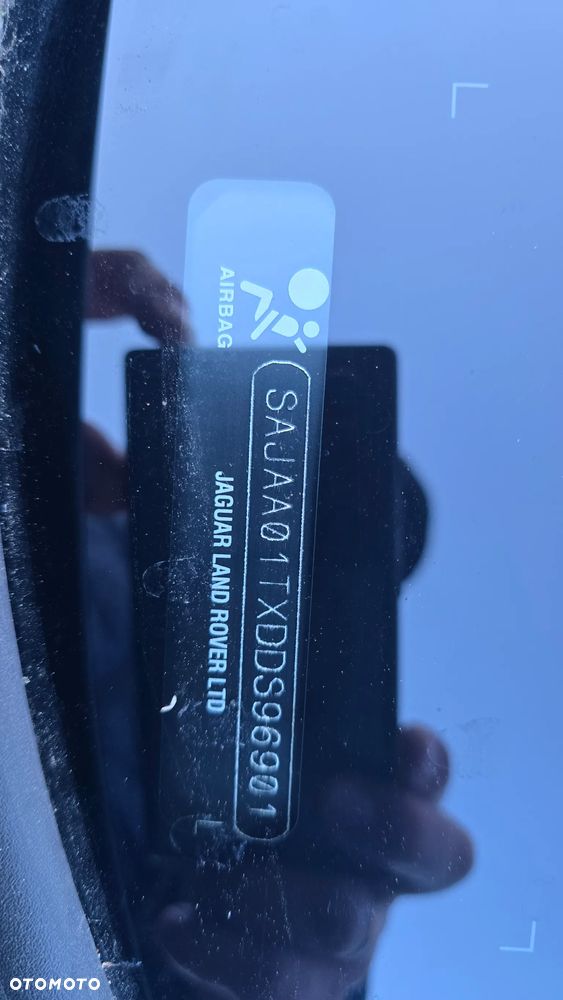 AIRBAG
SAJAA01TXDDS96901
JAGUAR LAND ROVER LTD
OTOMOTO